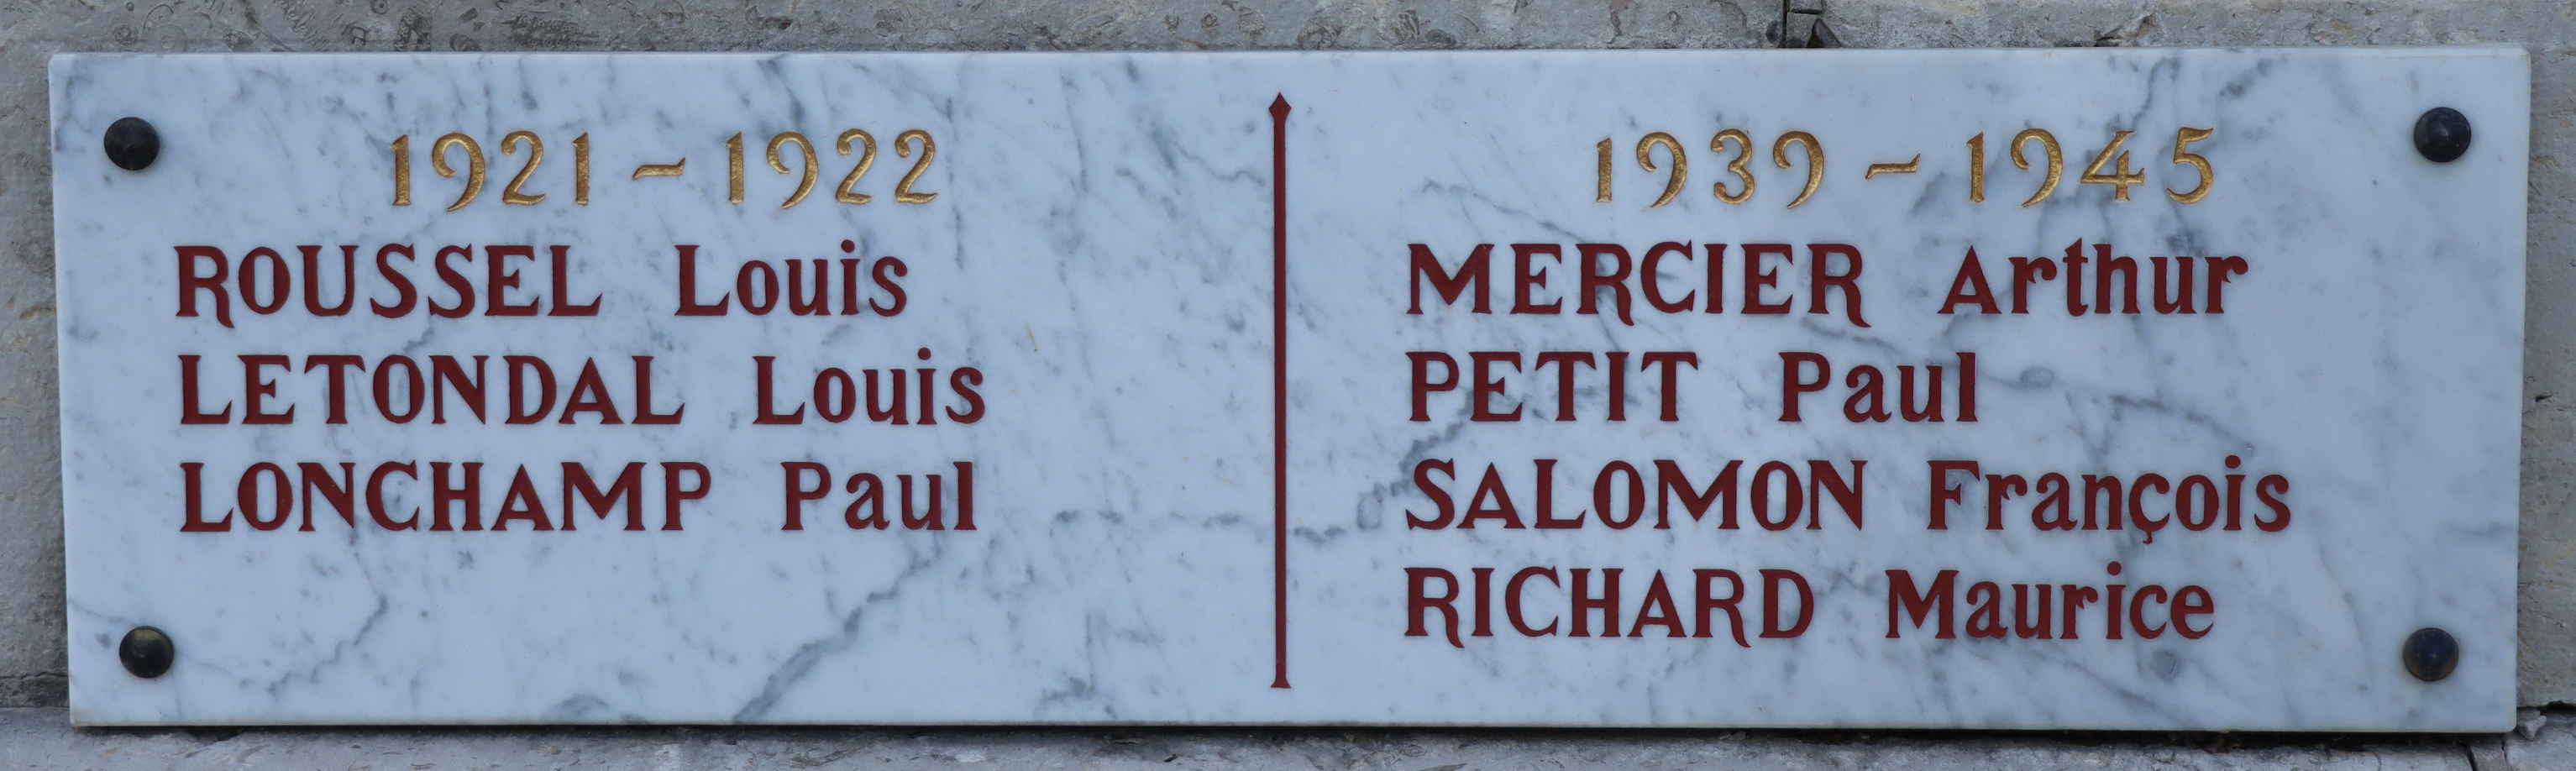 1921 - 1922
ROUSSEL Louis
LETONDAL Louis
LONCHAMP Paul
1939 - 1945
MERCIER Arthur
PETIT Paul
SALOMON François
RICHARD Maurice